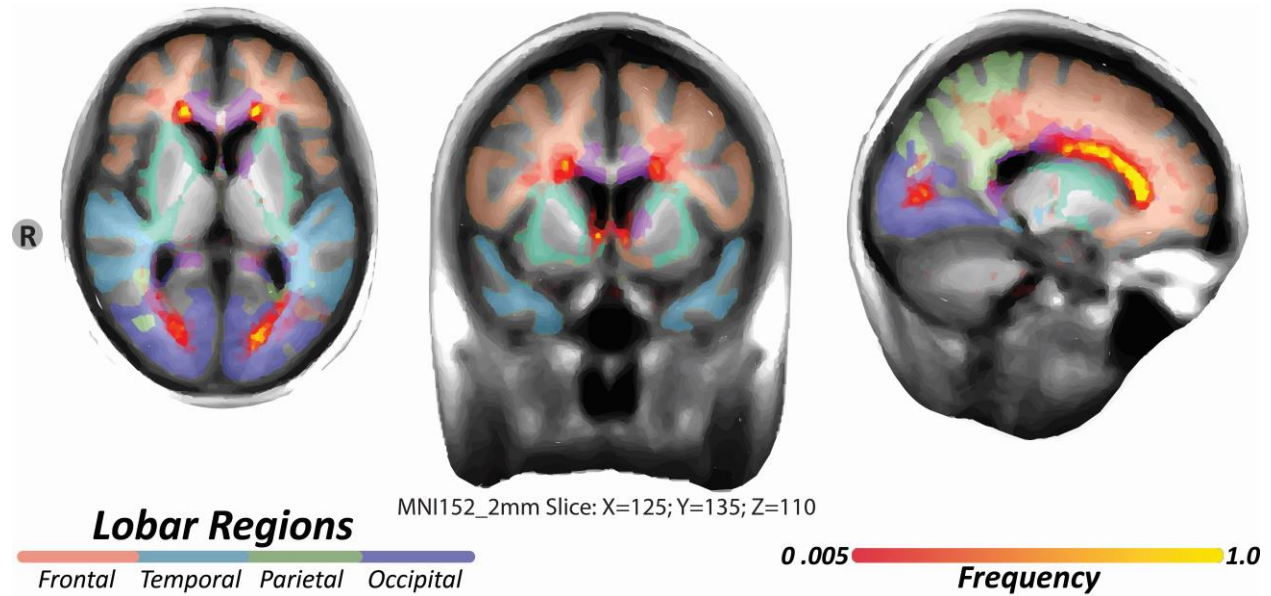 R
MNI152_2mm Slice: X=125; Y=135; Z=110
Lobar Regions
Frontal Temporal Parietal Occipital
0 .005 1.0
Frequency